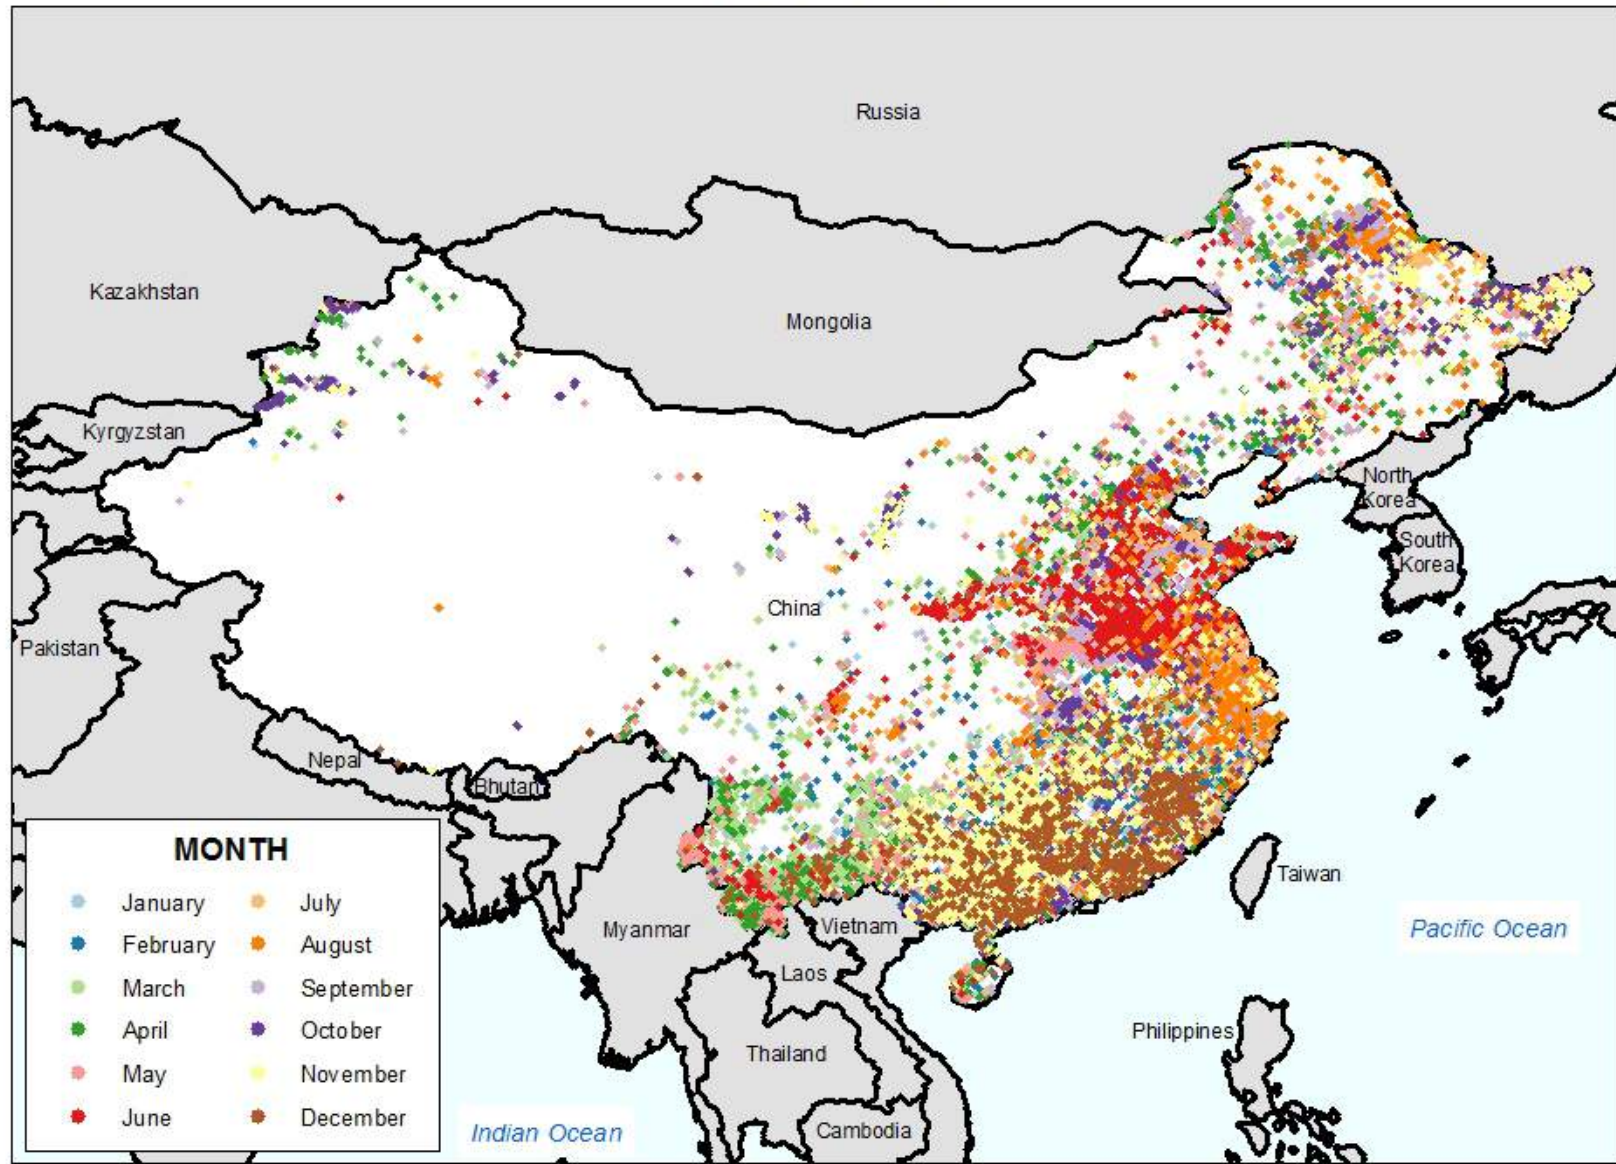 Russia
Kazakhstan
Mongolia
Kyrgyzstan
North
Korea
South
Korea
China
Pakistan
Nepal
Bhutan
Taiwan
Myanmar
Vietnam
Pacific Ocean
Laos
Philippines
Thailand
Cambodia
Indian Ocean
MONTH
January
July
February
August
March
September
April
October
May
November
June
December